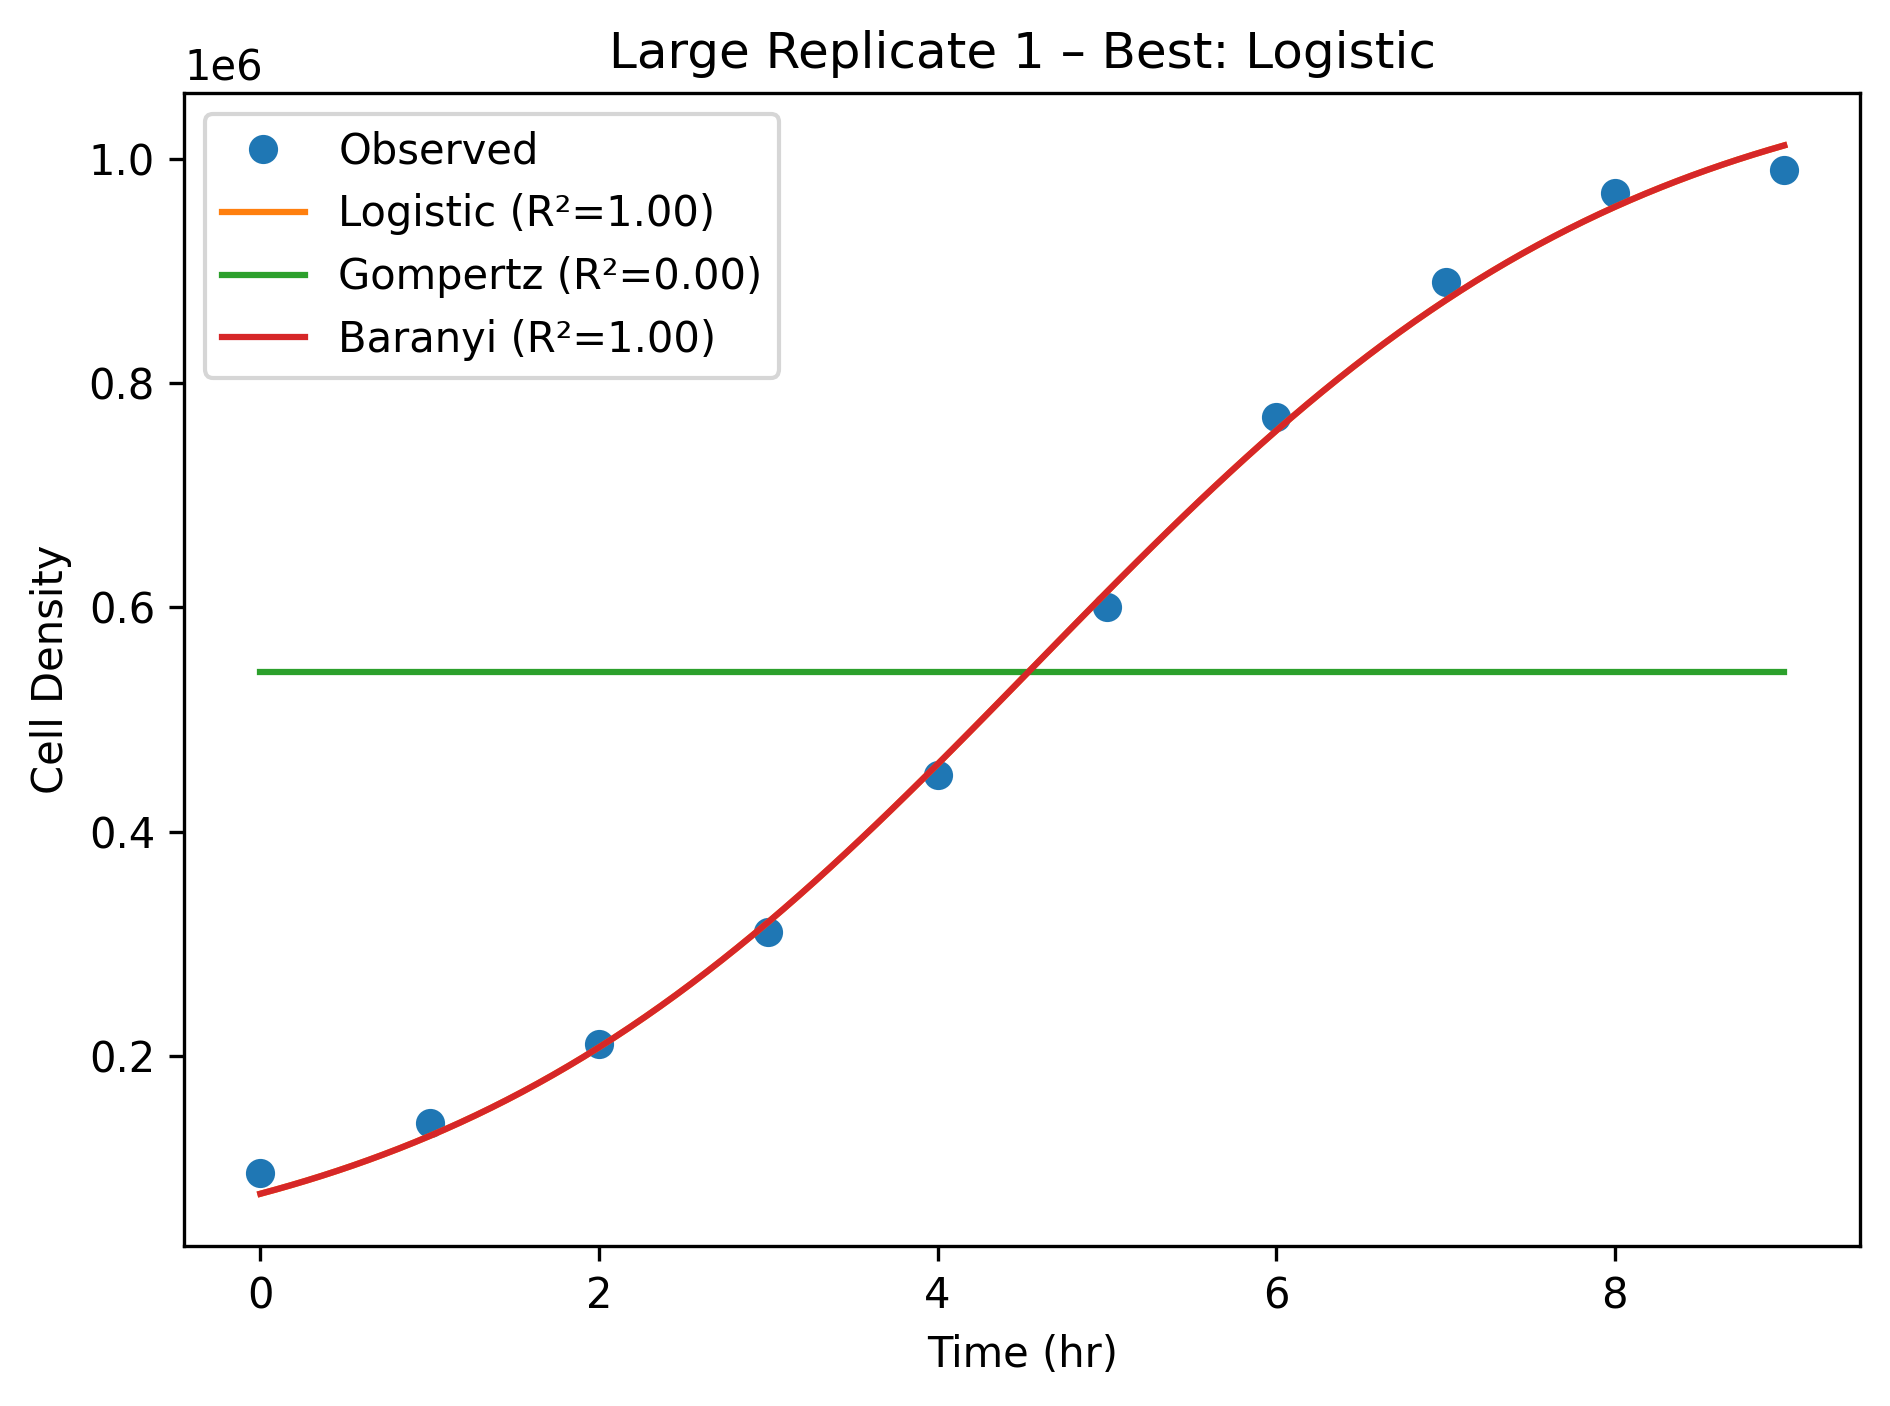 Large Replicate 1 – Best: Logistic
1e6
Observed
Logistic (R²=1.00)
Gompertz (R²=0.00)
Baranyi (R²=1.00)
1.0
0.8
0.6
0.4
0.2
Cell Density
0 2 4 6 8
Time (hr)